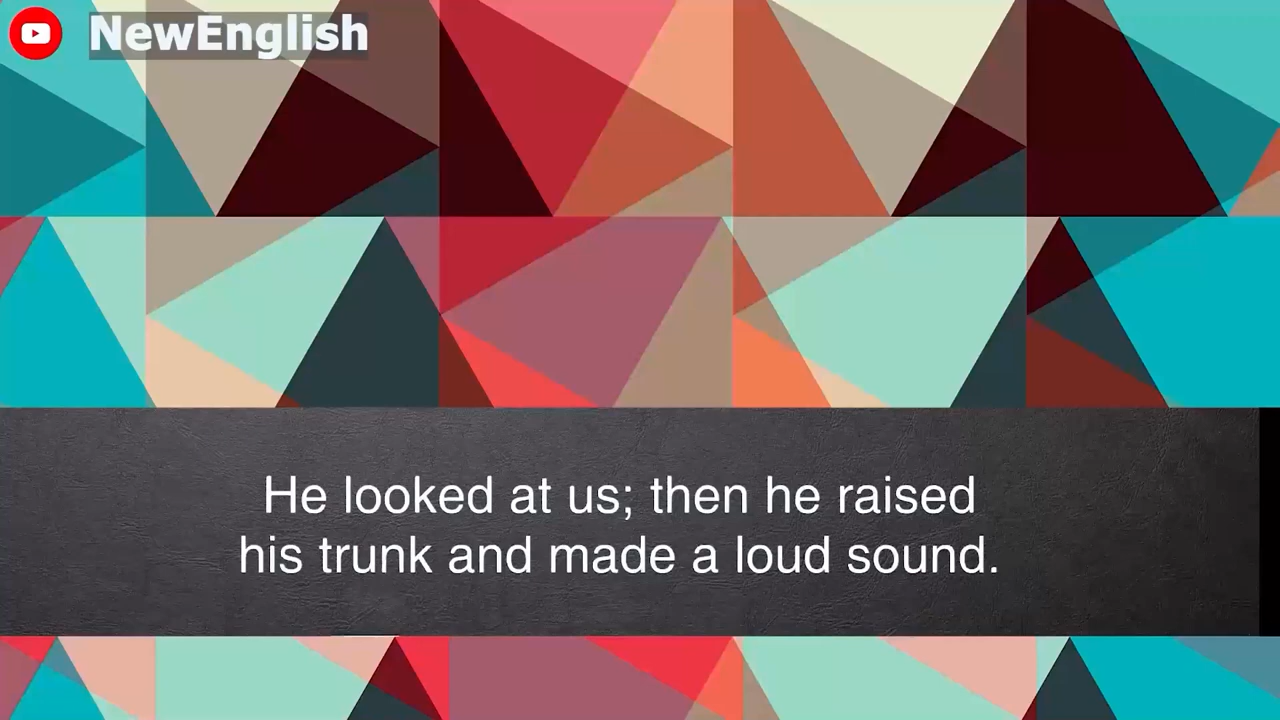 NewEnglish
He looked at us; then he raised
his trunk and made a loud sound.